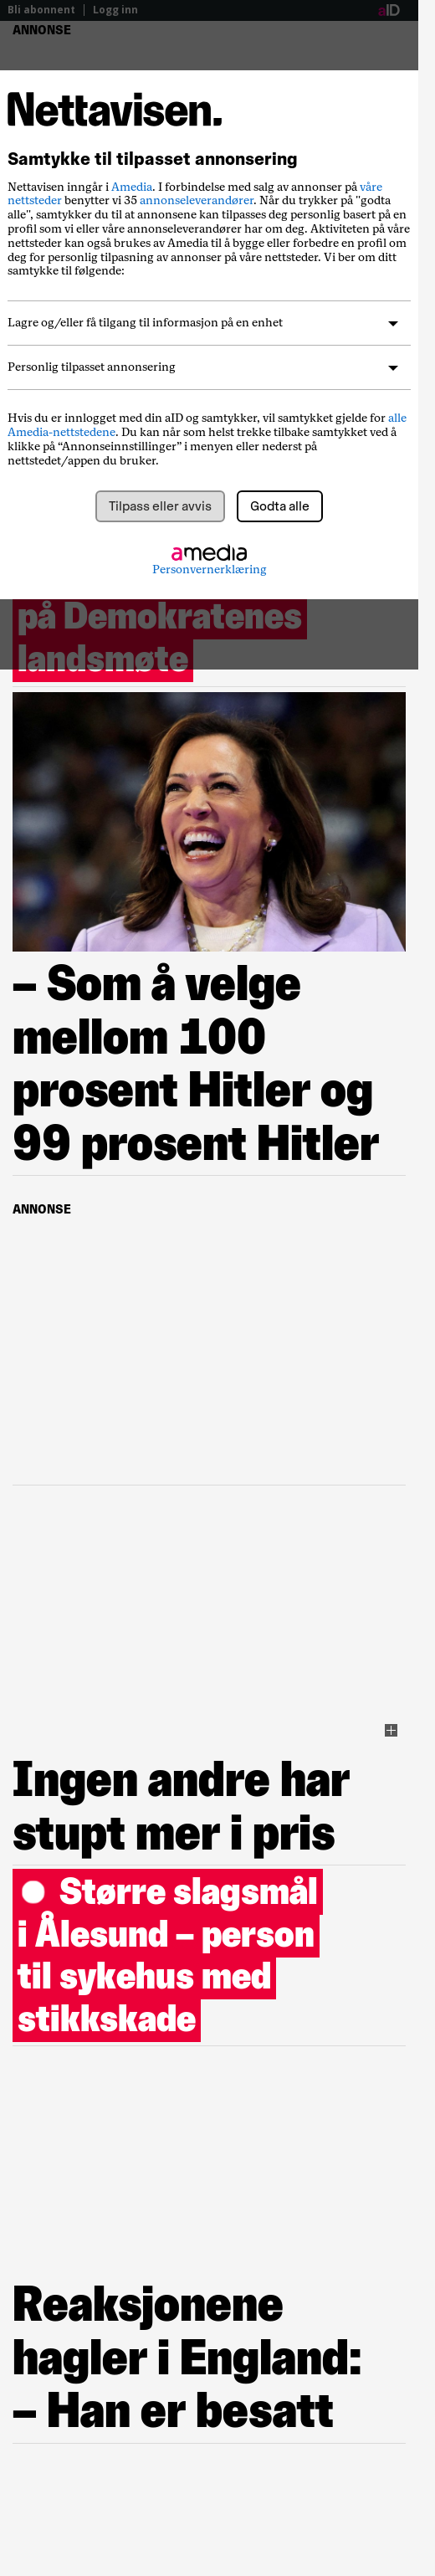 Bli abonnent | Logg inn
aID
ANNONSE
Nettavisen.
Samtykke til tilpasset annonsering
Nettavisen inngår i Amedia. I forbindelse med salg av annonser på våre
nettsteder benytter vi 35 annonseleverandører. Når du trykker på "godta
alle", samtykker du til at annonsene kan tilpasses deg personlig basert på en
profil som vi eller våre annonseleverandører har om deg. Aktiviteten på våre
nettsteder kan også brukes av Amedia til å bygge eller forbedre en profil om
deg for personlig tilpasning av annonser på våre nettsteder. Vi ber om ditt
samtykke til følgende:
Lagre og/eller få tilgang til informasjon på en enhet
Personlig tilpasset annonsering
Hvis du er innlogget med din aID og samtykker, vil samtykket gjelde for alle
Amedia-nettstedene. Du kan når som helst trekke tilbake samtykket ved å
klikke på “Annonseinnstillinger” i menyen eller nederst på
nettstedet/appen du bruker.
Tilpass eller avvis
Godta alle
amedia
Personvernerklæring
på Demokratenes
landsmøte
– Som å velge
mellom 100
prosent Hitler og
99 prosent Hitler
ANNONSE
Ingen andre har
stupt mer i pris
Større slagsmål
i Ålesund – person
til sykehus med
stikkskade
Reaksjonene
hagler i England:
– Han er besatt